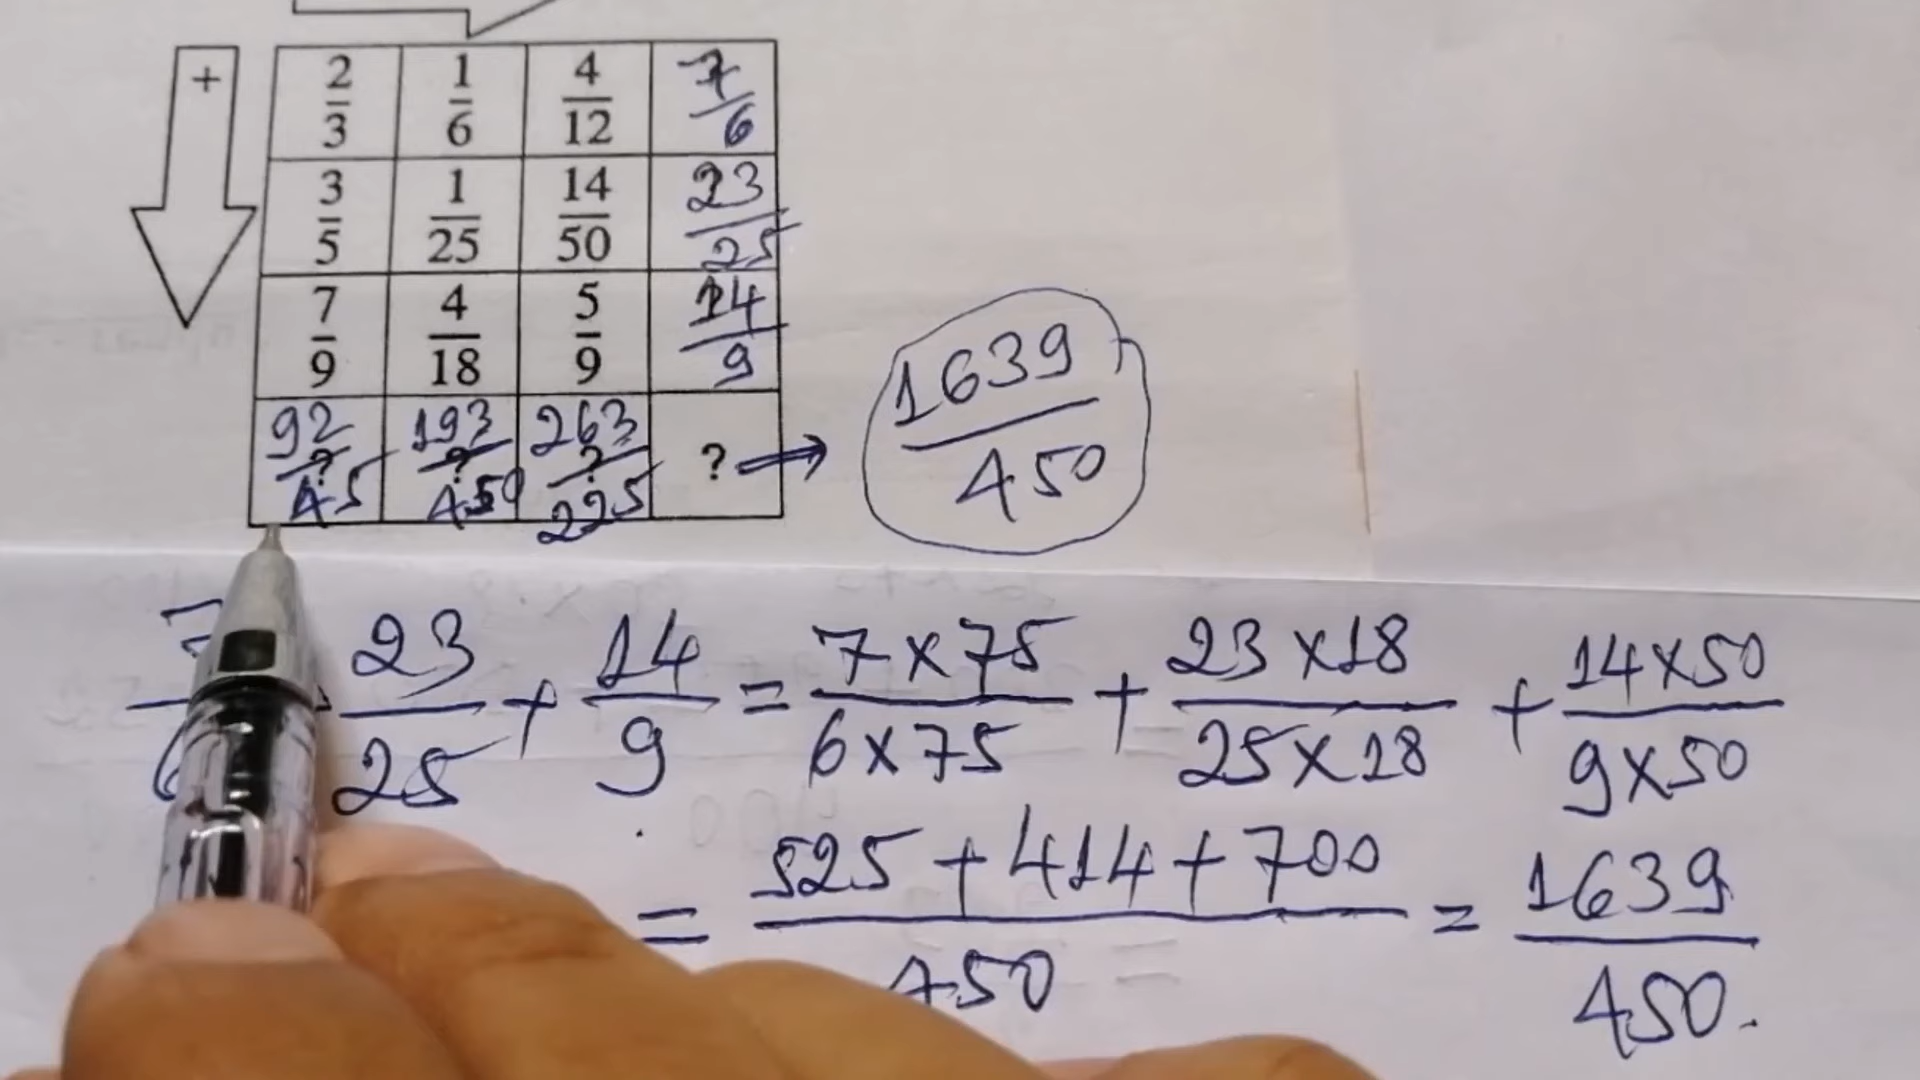 + 2/3 1/6 4/12 7/6
3/5 1/25 14/50 23/25
7/9 4/18 5/9 14/9
92/45 ? 193/450 ? 263/225 ? ? → 1639/450
23/25 + 14/9 = 7×75/6×75 + 23×18/25×18 + 14×50/9×50
= 525+414+700/450 = 1639/450.